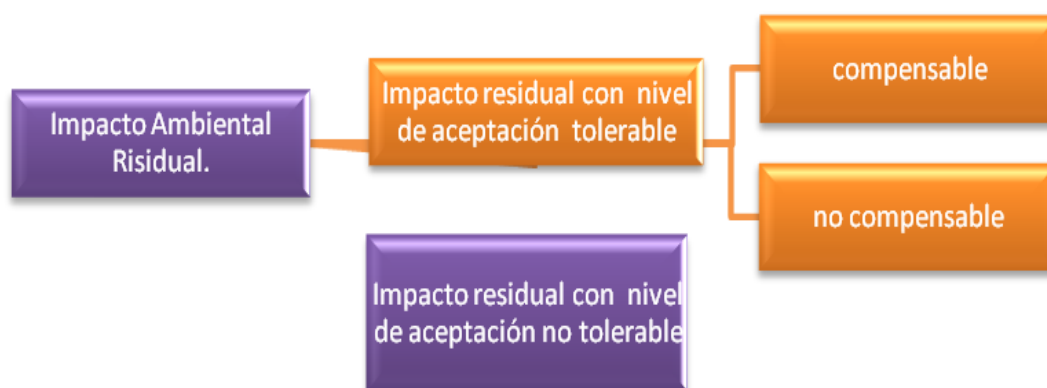 Impacto Ambiental
Risidual.
Impacto residual con nivel
de aceptación tolerable
compensable
no compensable
Impacto residual con nivel
de aceptación no tolerable